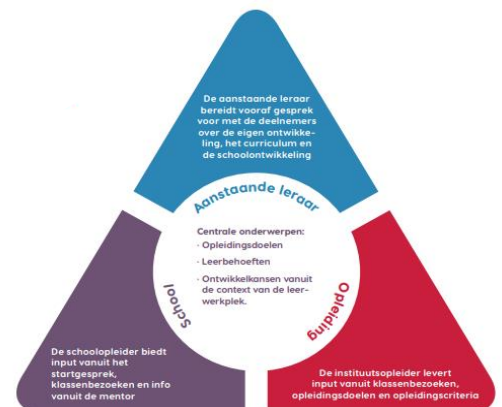 De aanstaande leraar
bereidt vooraf gesprek
voor met de deelnemers
over de eigen ontwikke-
ling, het curriculum en
de schoolontwikkeling
Aanstaande leraar
Centrale onderwerpen:
· Opleidingsdoelen
· Leerbehoeften
· Ontwikkelkansen vanuit
de context van de leer-
werkplek.
School
Opleiding
De schoolopleider biedt
input vanuit het
startgesprek,
klassenbezoeken en info
vanuit de mentor
De instituutsopleider levert
input vanuit klassenbezoeken,
opleidingsdoelen en opleidingscriteria